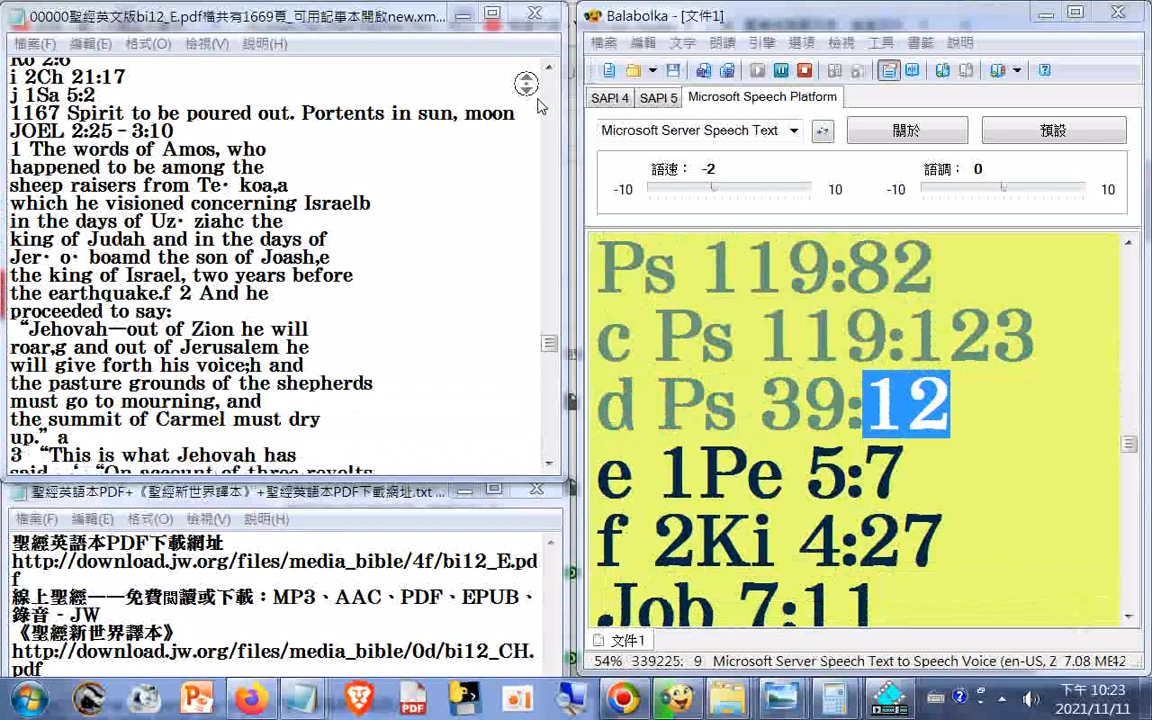 00000聖經英文版bi12_E.pdf檔共有1669頁_可用記事本開啟new.xm...
檔案(F) 編輯(E) 格式(O) 檢視(V) 說明(H)
Ro 2:6
i 2Ch 21:17
j 1Sa 5:2
1167 Spirit to be poured out. Portents in sun, moon
JOEL 2:25–3:10
1 The words of Amos, who
happened to be among the
sheep raisers from Te· koa,a
which he visioned concerning Israelb
in the days of Uz· ziahc the
king of Judah and in the days of
Jer· o· boamd the son of Joash,e
the king of Israel, two years before
the earthquake.f 2 And he
proceeded to say:
“Jehovah—out of Zion he will
roar,g and out of Jerusalem he
will give forth his voice;h and
the pasture grounds of the shepherds
must go to mourning, and
the summit of Carmel must dry
up.” a
3 “This is what Jehovah has
said, ‘ “On account of three revolts
聖經英語本PDF+《聖經新世界譯本》+聖經英語本PDF下載網址.txt ...
檔案(F) 編輯(E) 格式(O) 檢視(V) 說明(H)
聖經英語本PDF下載網址
http://download.jw.org/files/media_bible/4f/bi12_E.pd
f
線上聖經——免費閱讀或下載：MP3、AAC、PDF、EPUB、
錄音 - JW
《聖經新世界譯本》
http://download.jw.org/files/media_bible/0d/bi12_CH.
pdf
Balabolka - [文件1]
檔案 編輯 文字 朗讀 引擎 選項 檢視 工具 書籤 說明
SAPI 4 SAPI 5 Microsoft Speech Platform
Microsoft Server Speech Text 關於 預設
語速： -2 語調： 0
-10 10 -10 10
Ps 119:82
c Ps 119:123
d Ps 39:12
e 1Pe 5:7
f 2Ki 4:27
Job 7:11
文件1
54% 339225: 9 Microsoft Server Speech Text to Speech Voice (en-US, Z 7.08 ME42
下午 10:23
2021/11/11